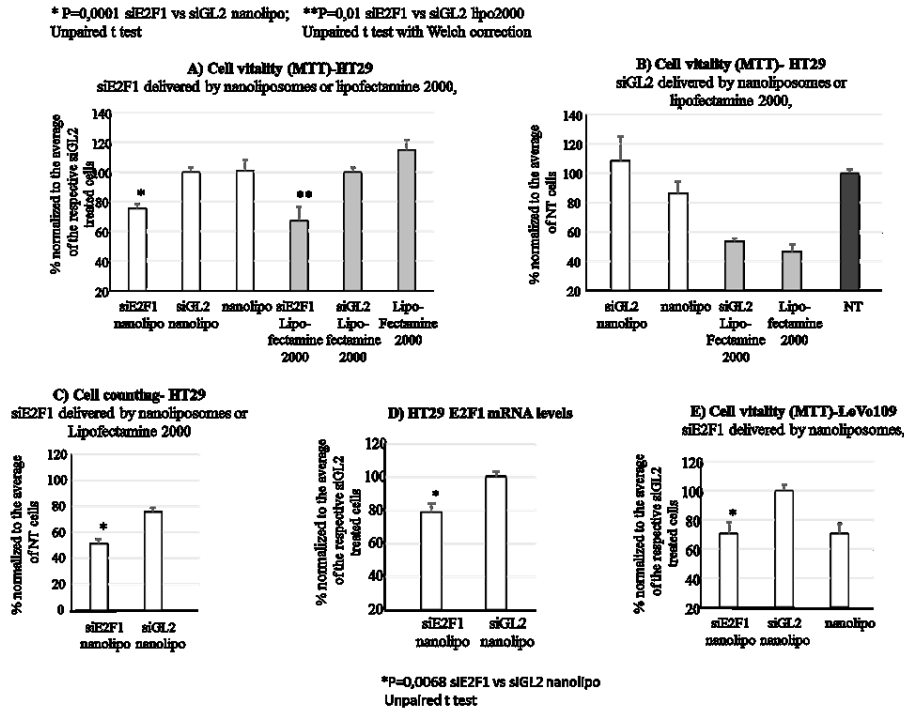 * P=0,0001 siE2F1 vs siGL2 nanolipo;
Unpaired t test
**P=0,01 siE2F1 vs siGL2 lipo2000
Unpaired t test with Welch correction
A) Cell vitality (MTT)-HT29
siE2F1 delivered by nanoliposomes or lipofectamine 2000,
% normalized to the average
of the respective siGL2
treated cells
140
120
100
80
60
40
20
*
**
siE2F1
nanolipo
siGL2
nanolipo
nanolipo
siE2F1
Lipo-
fectamine
2000
siGL2
Lipo-
fectamine
2000
Lipo-
Fectamine
2000
B) Cell vitality (MTT)- HT29
siGL2 delivered by nanoliposomes or
lipofectamine 2000,
% normalized to the average
of NT cells
140
120
100
80
60
40
20
siGL2
nanolipo
nanolipo
siGL2
Lipo-
Fectamine
2000
Lipo-
fectamine
2000
NT
C) Cell counting- HT29
siE2F1 delivered by nanoliposomes or
Lipofectamine 2000
% normalized to the average
of NT cells
120
100
80
60
40
20
0
*
siE2F1
nanolipo
siGL2
nanolipo
D) HT29 E2F1 mRNA levels
% normalized to the average
of the respective siGL2
treated cells
120
100
80
60
40
20
*
siE2F1
nanolipo
siGL2
nanolipo
*P=0,0068 siE2F1 vs siGL2 nanolipo
Unpaired t test
E) Cell vitality (MTT)-LoVo109
siE2F1 delivered by nanoliposomes,
% normalized to the average
of the respective siGL2
treated cells
120
100
80
60
40
20
*
siE2F1
nanolipo
siGL2
nanolipo
nanolipo